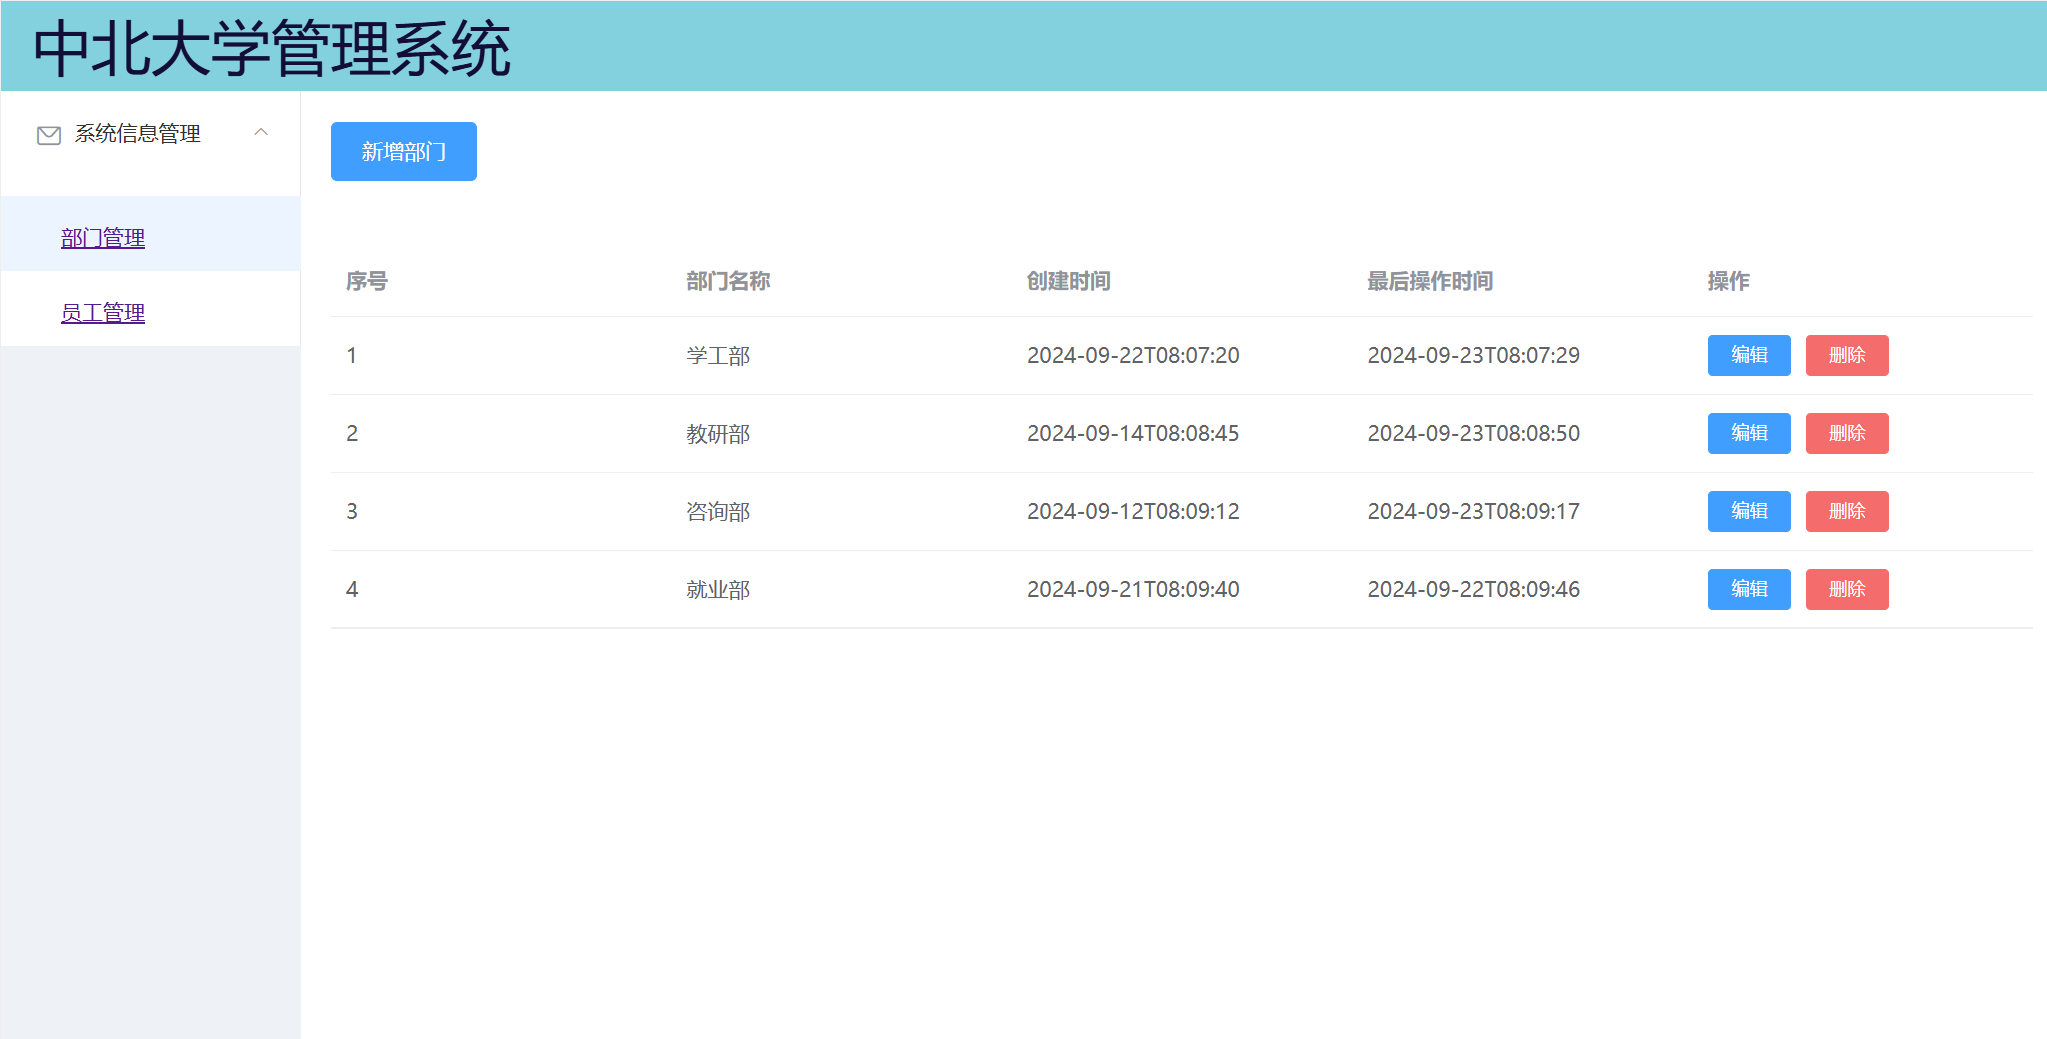 中北大学管理系统
系统信息管理
部门管理
员工管理
新增部门
序号 部门名称 创建时间 最后操作时间 操作
1 学工部 2024-09-22T08:07:20 2024-09-23T08:07:29 编辑 删除
2 教研部 2024-09-14T08:08:45 2024-09-23T08:08:50 编辑 删除
3 咨询部 2024-09-12T08:09:12 2024-09-23T08:09:17 编辑 删除
4 就业部 2024-09-21T08:09:40 2024-09-22T08:09:46 编辑 删除